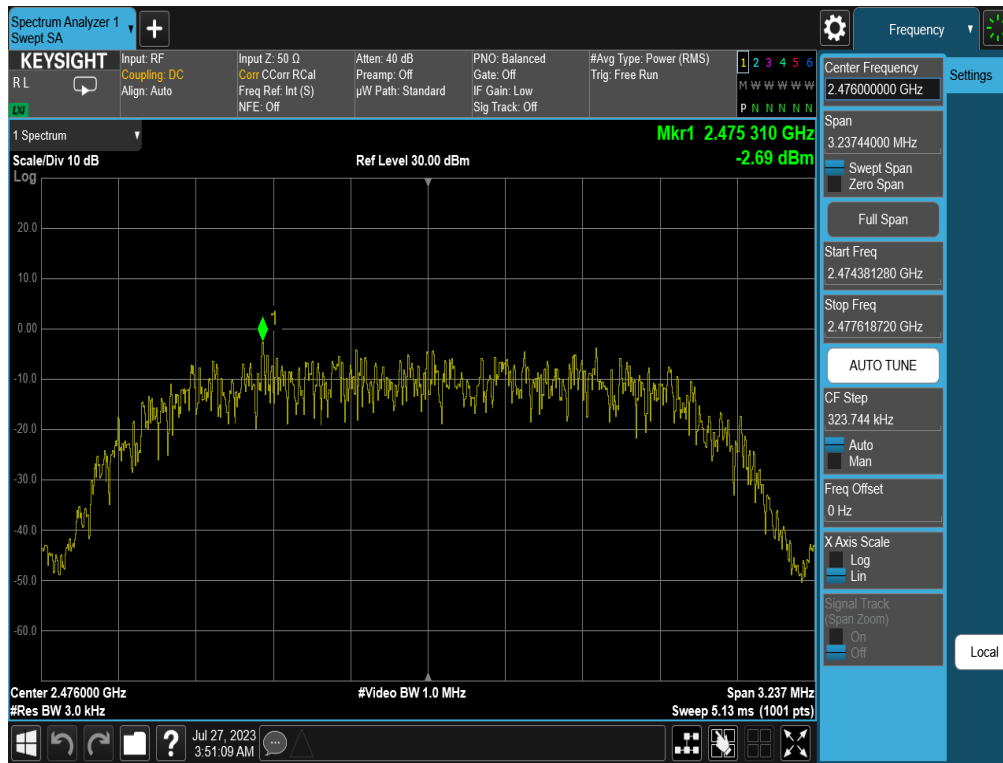 Spectrum Analyzer 1
Swept SA
Frequency
KEYSIGHT
R L
LXI
Input: RF
Coupling: DC
Align: Auto
Input Z: 50 Ω
Corr CCorr RCal
Freq Ref: Int (S)
NFE: Off
Atten: 40 dB
Preamp: Off
µW Path: Standard
PNO: Balanced
Gate: Off
IF Gain: Low
Sig Track: Off
#Avg Type: Power (RMS)
Trig: Free Run
1 2 3 4 5 6
M W W W W W
P N N N N N
1 Spectrum
Scale/Div 10 dB
Log
Ref Level 30.00 dBm
Mkr1 2.475 310 GHz
-2.69 dBm
20.0
10.0
0.00
-10.0
-20.0
-30.0
-40.0
-50.0
-60.0
1
Center 2.476000 GHz
#Res BW 3.0 kHz
#Video BW 1.0 MHz
Span 3.237 MHz
Sweep 5.13 ms (1001 pts)
Center Frequency
2.476000000 GHz
Settings
Span
3.23744000 MHz
Swept Span
Zero Span
Full Span
Start Freq
2.474381280 GHz
Stop Freq
2.477618720 GHz
AUTO TUNE
CF Step
323.744 kHz
Auto
Man
Freq Offset
0 Hz
X Axis Scale
Log
Lin
Signal Track
(Span Zoom)
On
Off
Local
?
Jul 27, 2023
3:51:09 AM